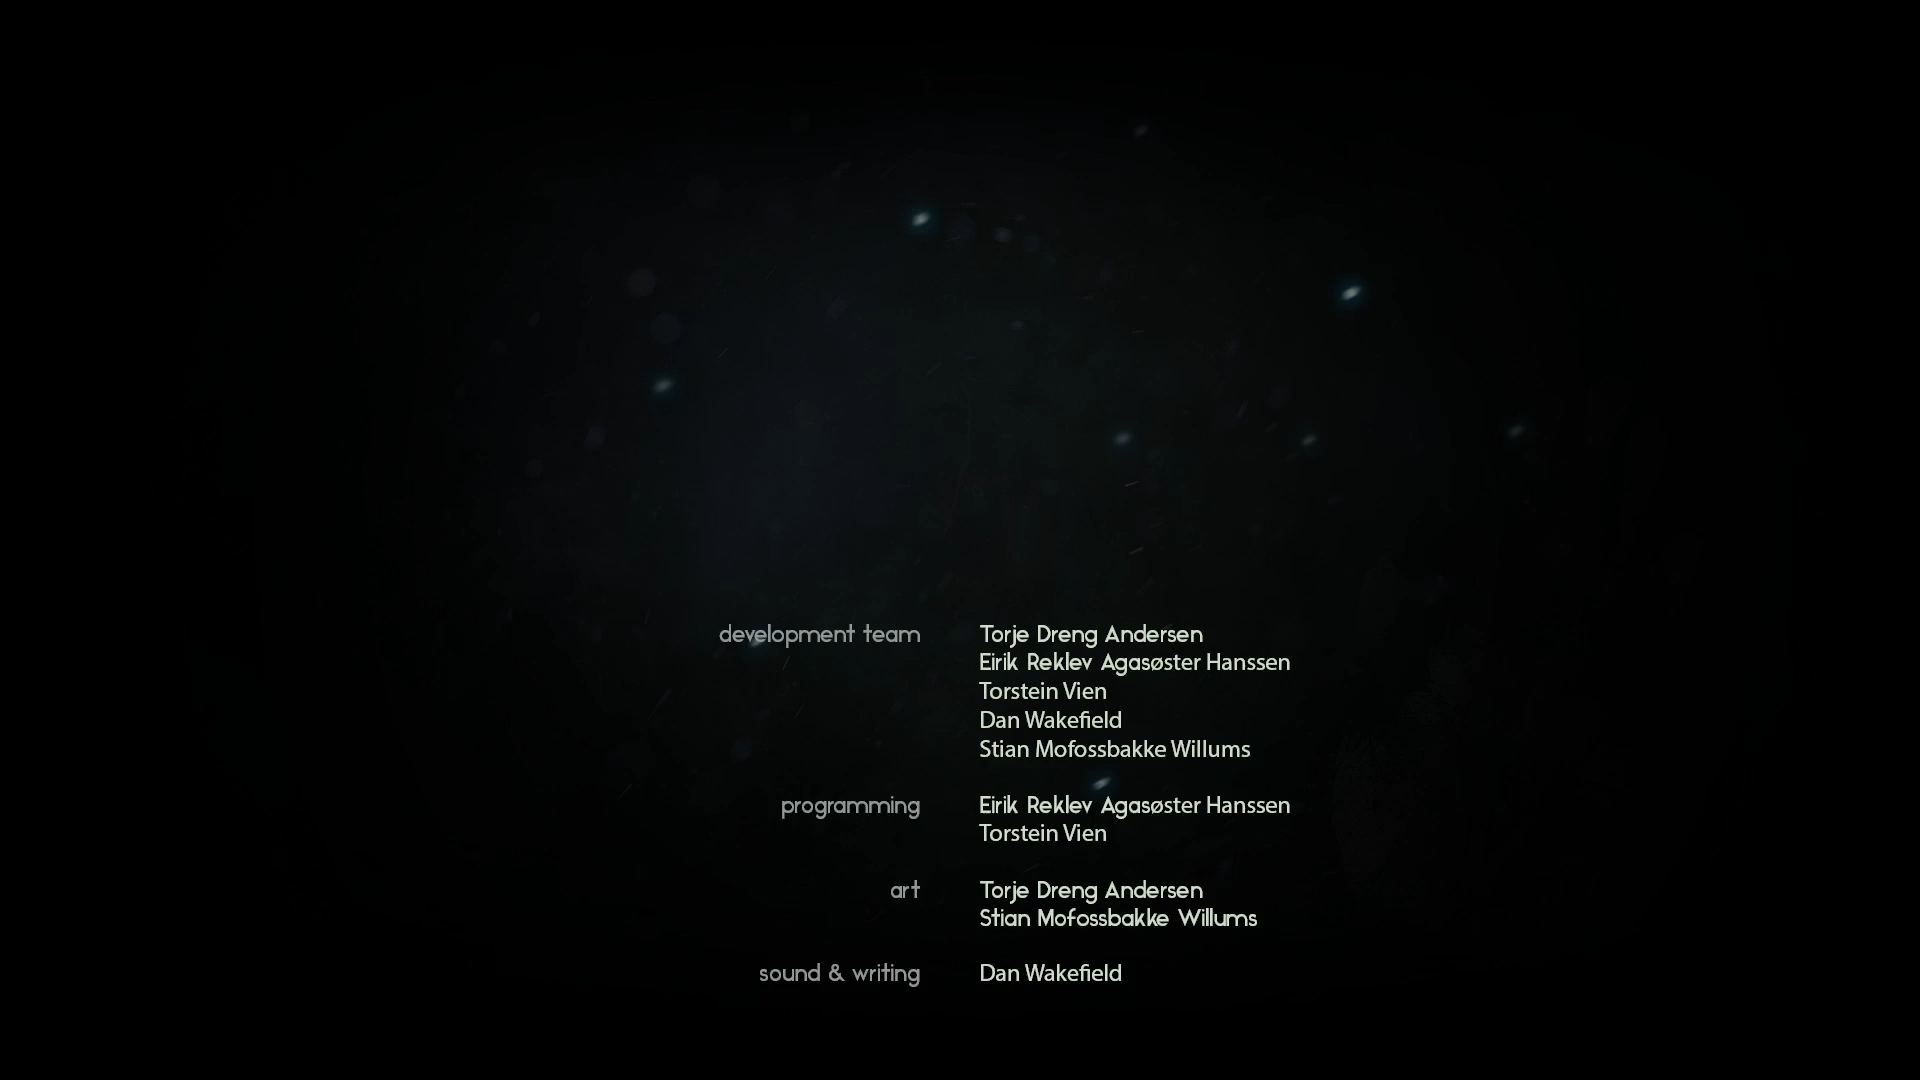 development team Torje Dreng Andersen
Eirik Reklev Agasøster Hanssen
Torstein Vien
Dan Wakefield
Stian Mofossbakke Willums
programming Eirik Reklev Agasøster Hanssen
Torstein Vien
art Torje Dreng Andersen
Stian Mofossbakke Willums
sound & writing Dan Wakefield